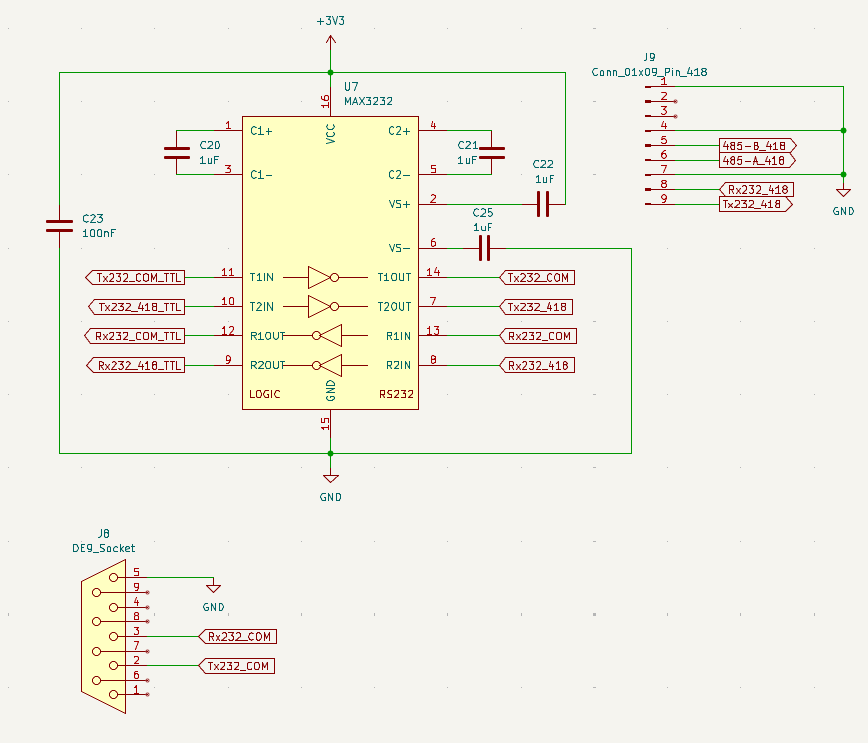 +3V3
U7
MAX3232
16
VCC
1
C1+
C20
1uF
3
C1-
4
C2+
C21
1uF
5
C2-
2
VS+
C22
1uF
6
VS-
C25
1uF
C23
100nF
Tx232_COM_TTL
11
T1IN
T1OUT
14
Tx232_COM
Tx232_418_TTL
10
T2IN
T2OUT
7
Tx232_418
Rx232_COM_TTL
12
R1OUT
R1IN
13
Rx232_COM
Rx232_418_TTL
9
R2OUT
R2IN
8
Rx232_418
LOGIC
GND
RS232
15
GND
J9
Conn_01x09_Pin_418
1
2
3
4
5
485-B_418
6
485-A_418
7
8
Rx232_418
9
Tx232_418
GND
J8
DE9_Socket
5
9
4
8
3
Rx232_COM
7
2
Tx232_COM
6
1
GND